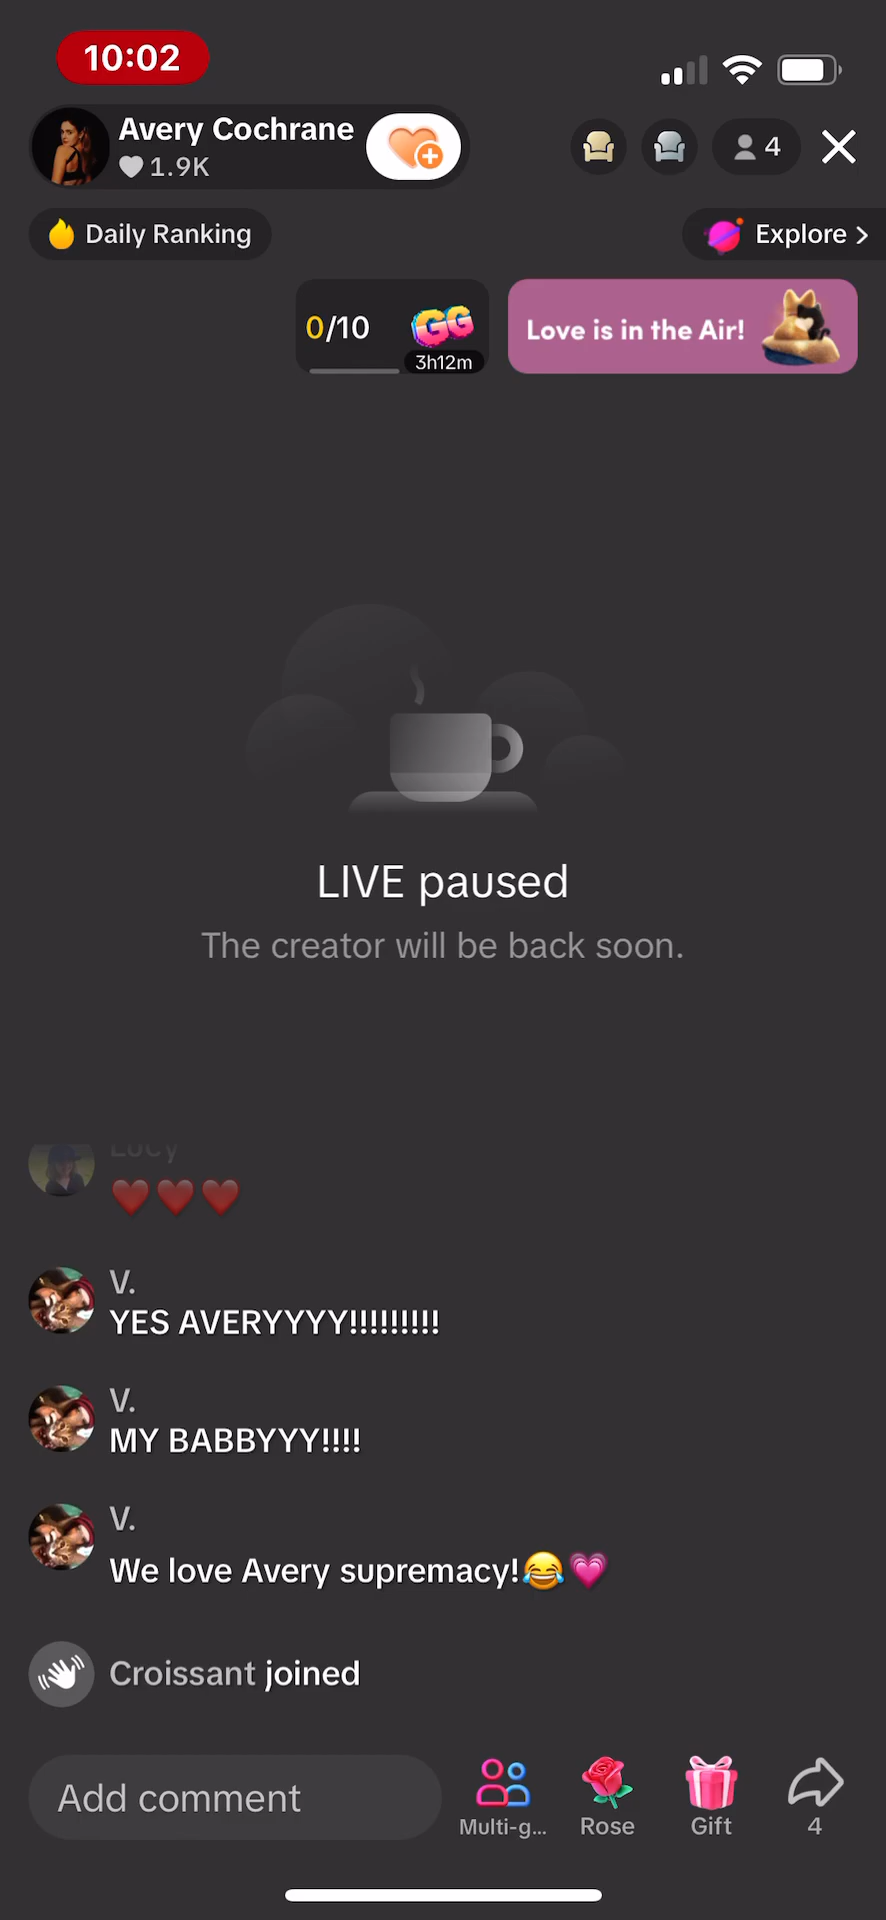 10:02
Avery Cochrane
1.9K
4
Daily Ranking
Explore
0/10
GG
3h12m
Love is in the Air!
LIVE paused
The creator will be back soon.
Lucy
❤️❤️❤️
V.
YES AVERYYYY!!!!!!!!!
V.
MY BABBYYY!!!!
V.
We love Avery supremacy!😂💗
Croissant joined
Add comment
Multi-g...
Rose
Gift
4